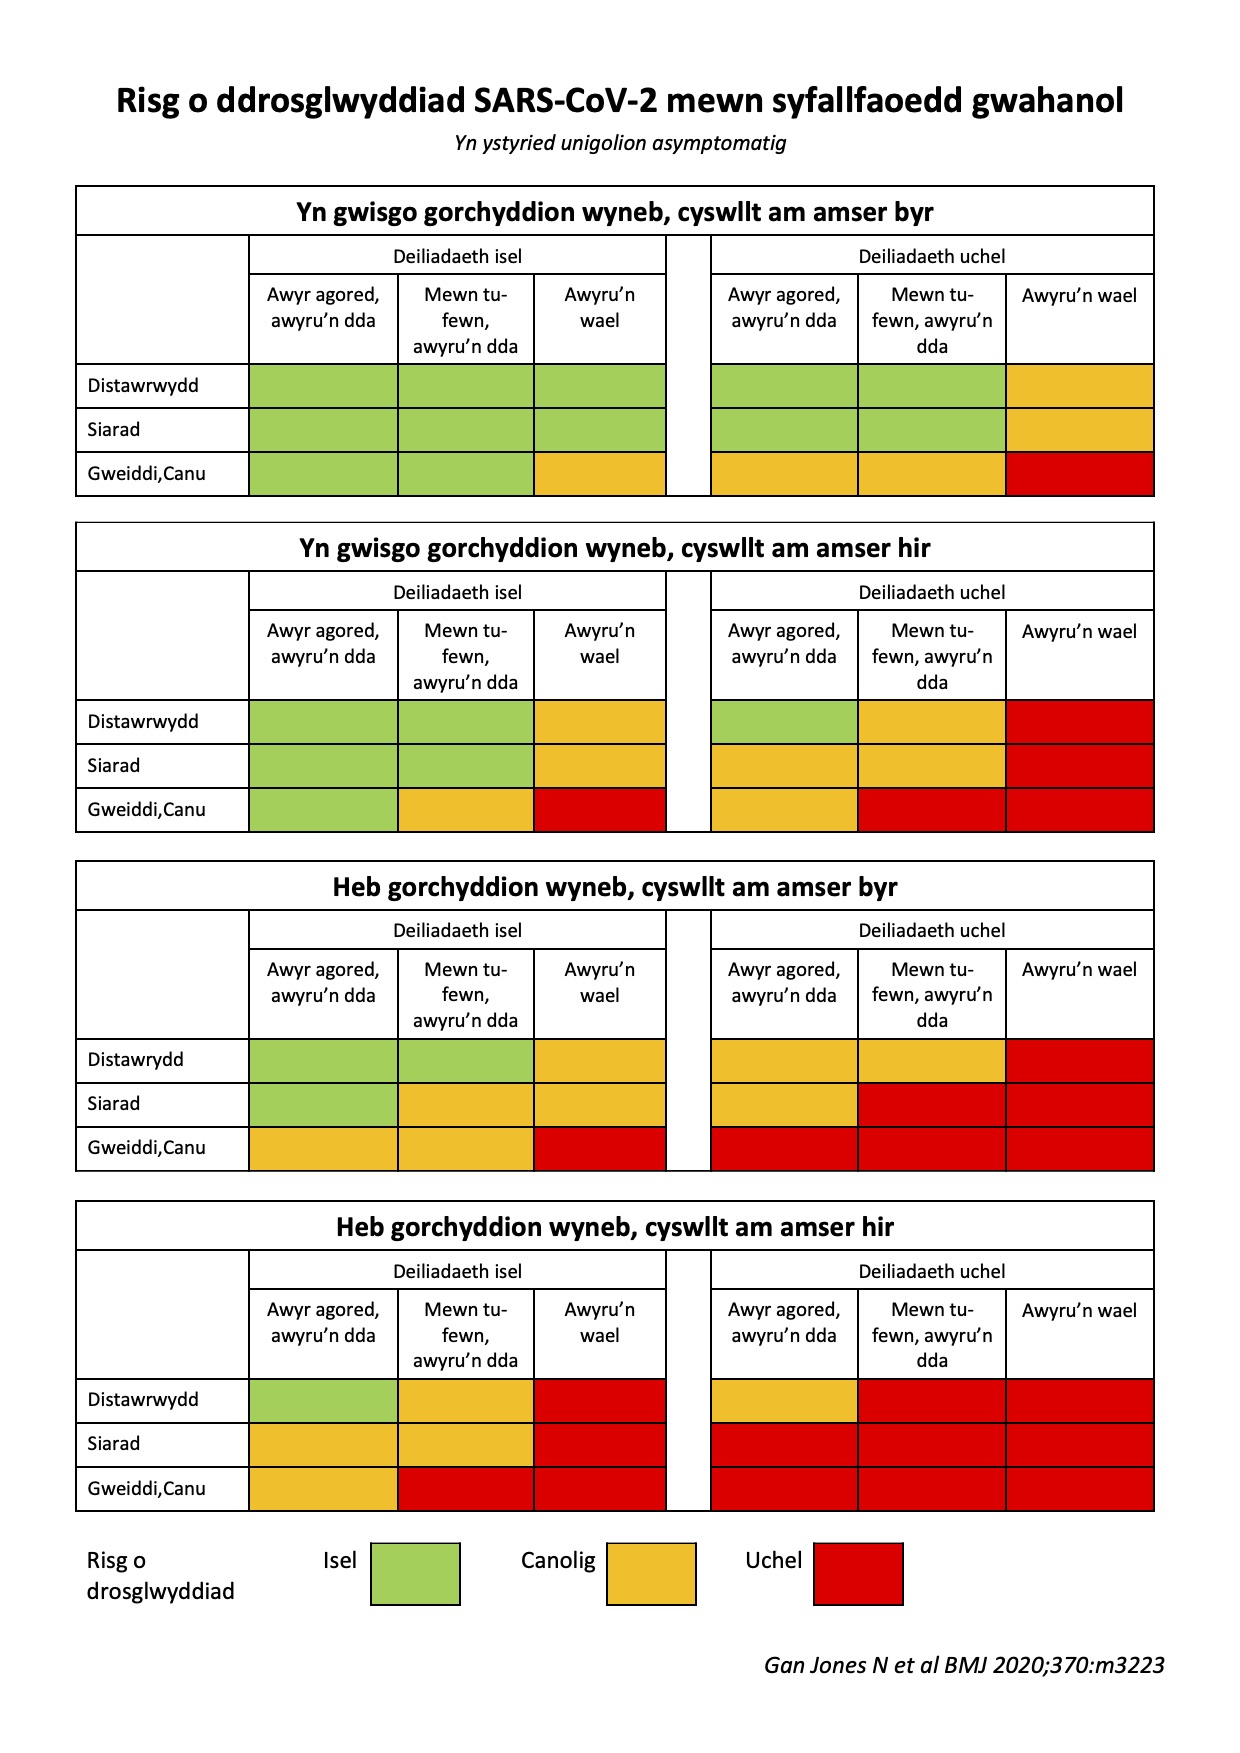 Risg o ddrosglwyddiad SARS-CoV-2 mewn syfallfaoedd gwahanol
Yn ystyried unigolion asymptomatig
Yn gwisgo gorchyddion wyneb, cyswllt am amser byr
Deiliadaeth isel
Deiliadaeth uchel
Awyr agored,
awyru’n dda
Mewn tu-
fewn,
awyru’n dda
Awyru’n
wael
Awyr agored,
awyru’n dda
Mewn tu-
fewn, awyru’n
dda
Awyru’n wael
Distawrwydd
Siarad
Gweiddi,Canu
Yn gwisgo gorchyddion wyneb, cyswllt am amser hir
Deiliadaeth isel
Deiliadaeth uchel
Awyr agored,
awyru’n dda
Mewn tu-
fewn,
awyru’n dda
Awyru’n
wael
Awyr agored,
awyru’n dda
Mewn tu-
fewn, awyru’n
dda
Awyru’n wael
Distawrwydd
Siarad
Gweiddi,Canu
Heb gorchyddion wyneb, cyswllt am amser byr
Deiliadaeth isel
Deiliadaeth uchel
Awyr agored,
awyru’n dda
Mewn tu-
fewn,
awyru’n dda
Awyru’n
wael
Awyr agored,
awyru’n dda
Mewn tu-
fewn, awyru’n
dda
Awyru’n wael
Distawrydd
Siarad
Gweiddi,Canu
Heb gorchyddion wyneb, cyswllt am amser hir
Deiliadaeth isel
Deiliadaeth uchel
Awyr agored,
awyru’n dda
Mewn tu-
fewn,
awyru’n dda
Awyru’n
wael
Awyr agored,
awyru’n dda
Mewn tu-
fewn, awyru’n
dda
Awyru’n wael
Distawrwydd
Siarad
Gweiddi,Canu
Risg o
drosglwyddiad
Isel
Canolig
Uchel
Gan Jones N et al BMJ 2020;370:m3223